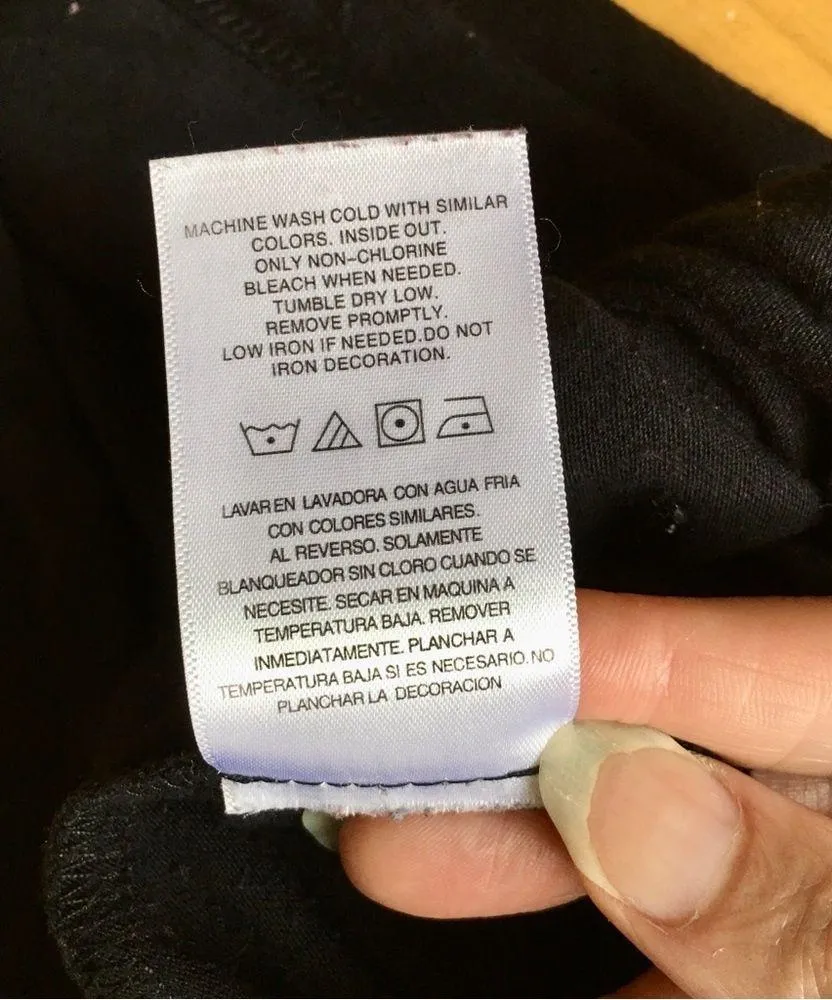 MACHINE WASH COLD WITH SIMILAR
COLORS. INSIDE OUT.
ONLY NON-CHLORINE
BLEACH WHEN NEEDED.
TUMBLE DRY LOW.
REMOVE PROMPTLY.
LOW IRON IF NEEDED.DO NOT
IRON DECORATION.
LAVAR EN LAVADORA CON AGUA FRIA
CON COLORES SIMILARES.
AL REVERSO. SOLAMENTE
BLANQUEADOR SIN CLORO CUANDO SE
NECESITE. SECAR EN MAQUINA A
TEMPERATURA BAJA. REMOVER
INMEDIATAMENTE. PLANCHAR A
TEMPERATURA BAJA SI ES NECESARIO. NO
PLANCHAR LA DECORACION